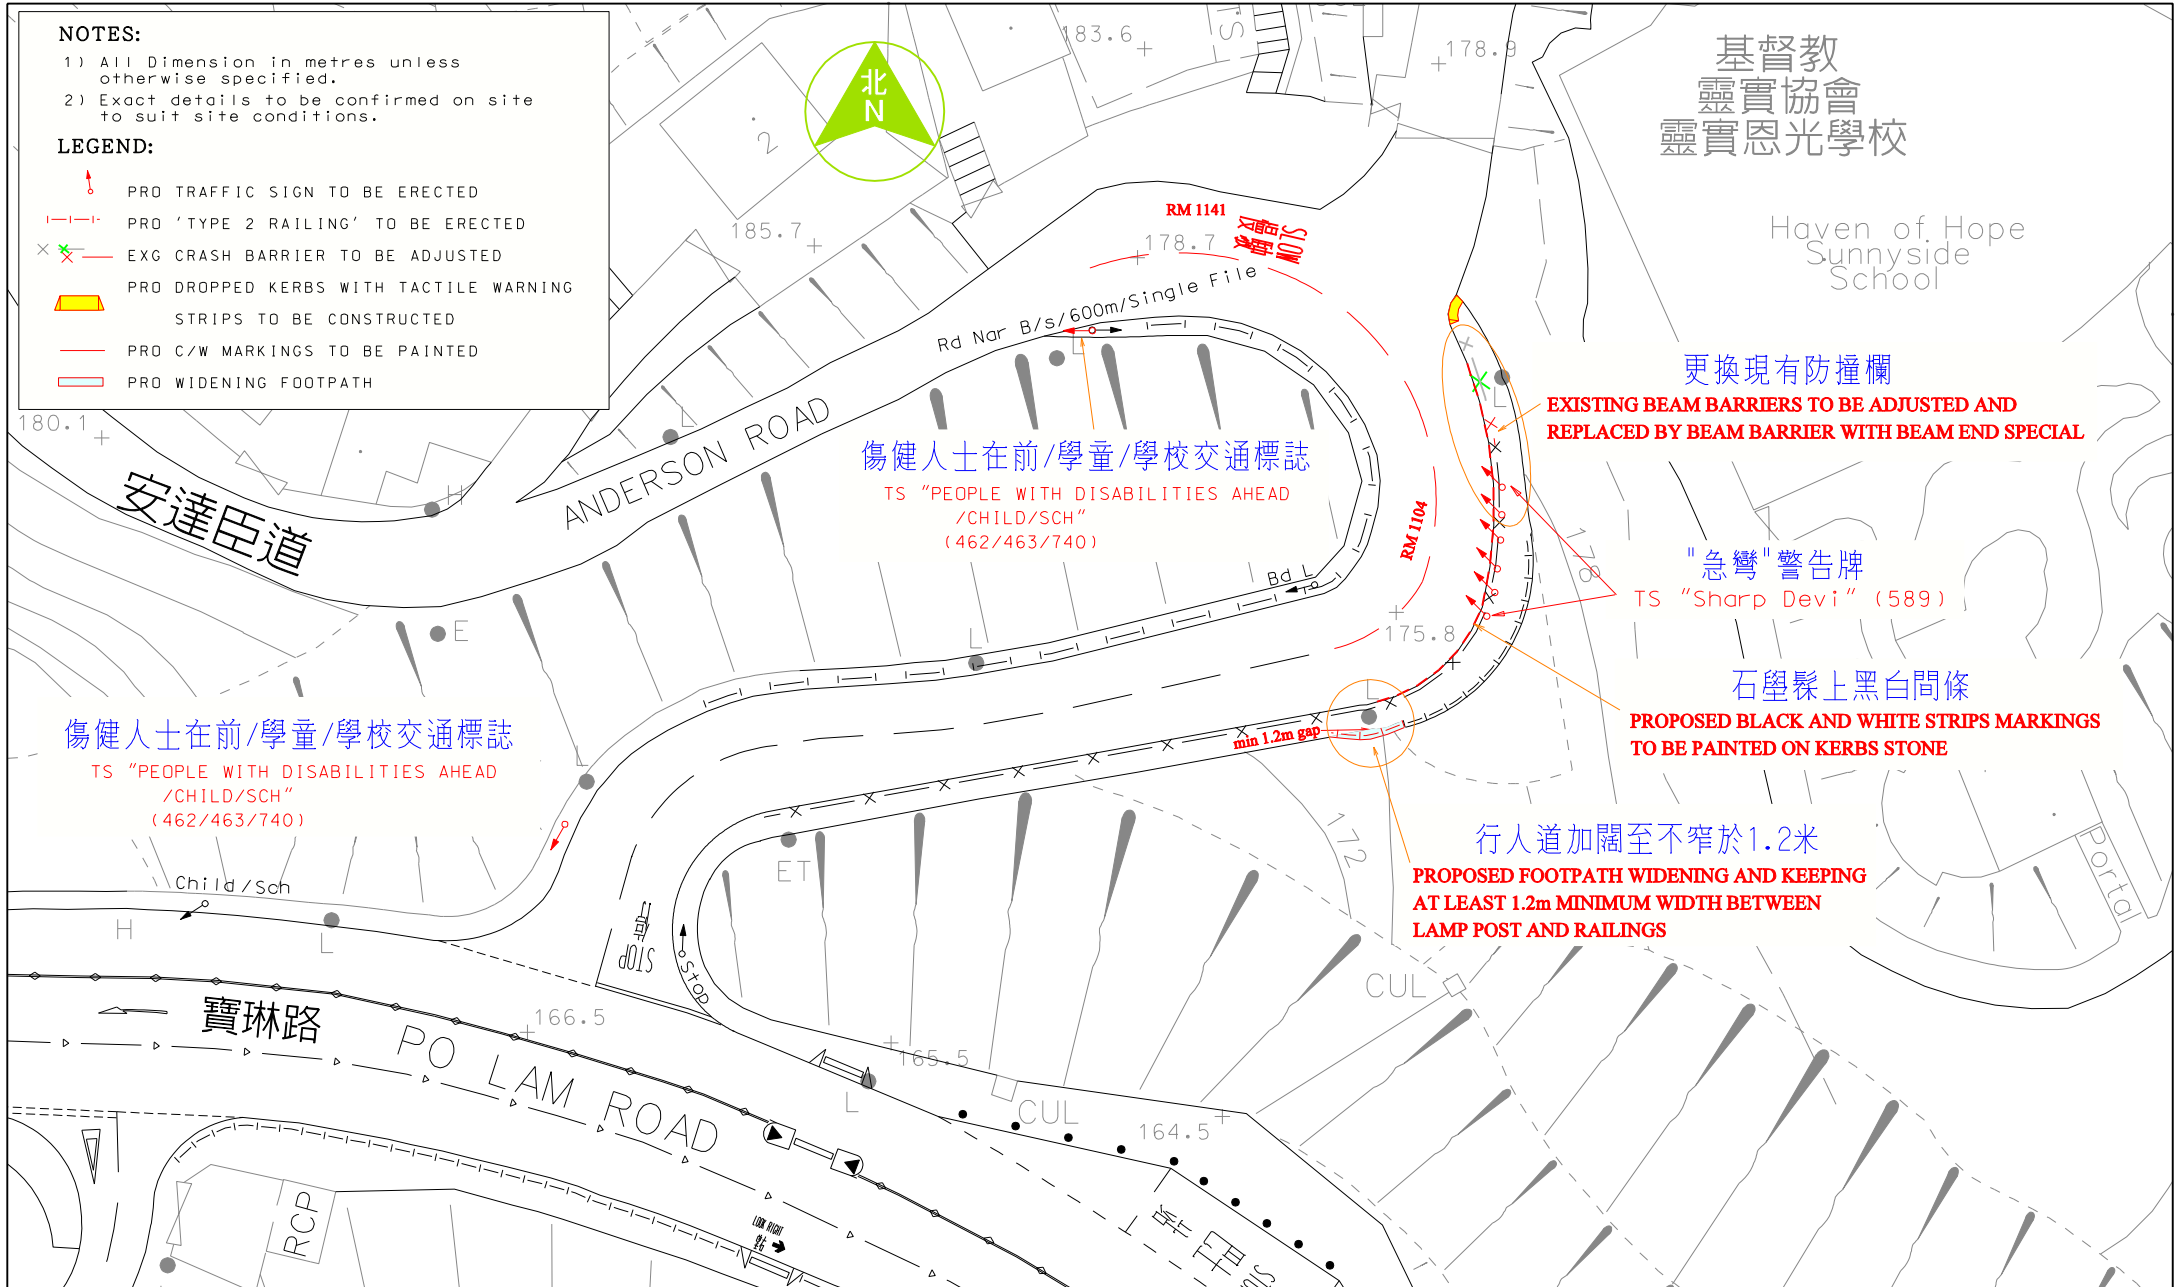 NOTES:
1) All Dimension in metres unless
otherwise specified.
2) Exact details to be confirmed on site
to suit site conditions.
LEGEND:
PRO TRAFFIC SIGN TO BE ERECTED
PRO 'TYPE 2 RAILING' TO BE ERECTED
EXG CRASH BARRIER TO BE ADJUSTED
PRO DROPPED KERBS WITH TACTILE WARNING
STRIPS TO BE CONSTRUCTED
PRO C/W MARKINGS TO BE PAINTED
PRO WIDENING FOOTPATH
北
N
183.6
178.9
2
185.7
178.7
RM 1141
慢駛
SLOW
基督教
靈實協會
靈實恩光學校
Haven of Hope
Sunnyside
School
Rd Nar B/s/600m/Single File
L
180.1
安達臣道
ANDERSON ROAD
L
H
E
傷健人士在前/學童/學校交通標誌
TS "PEOPLE WITH DISABILITIES AHEAD
/CHILD/SCH"
(462/463/740)
更換現有防撞欄
EXISTING BEAM BARRIERS TO BE ADJUSTED AND
REPLACED BY BEAM BARRIER WITH BEAM END SPECIAL
L
RM 1104
178
"急彎"警告牌
TS "Sharp Devi" (589)
Bd L
175.8
L
石壆髹上黑白間條
PROPOSED BLACK AND WHITE STRIPS MARKINGS
TO BE PAINTED ON KERBS STONE
L
min 1.2m gap
傷健人士在前/學童/學校交通標誌
TS "PEOPLE WITH DISABILITIES AHEAD
/CHILD/SCH"
(462/463/740)
L
行人道加闊至不窄於1.2米
PROPOSED FOOTPATH WIDENING AND KEEPING
AT LEAST 1.2m MINIMUM WIDTH BETWEEN
LAMP POST AND RAILINGS
172
Portal
ET
Child/Sch
H
L
停
STOP
Stop
CUL
寶琳路
PO LAM ROAD
166.5
165.5
L
CUL
164.5
RCP
LOOK RIGHT
望右